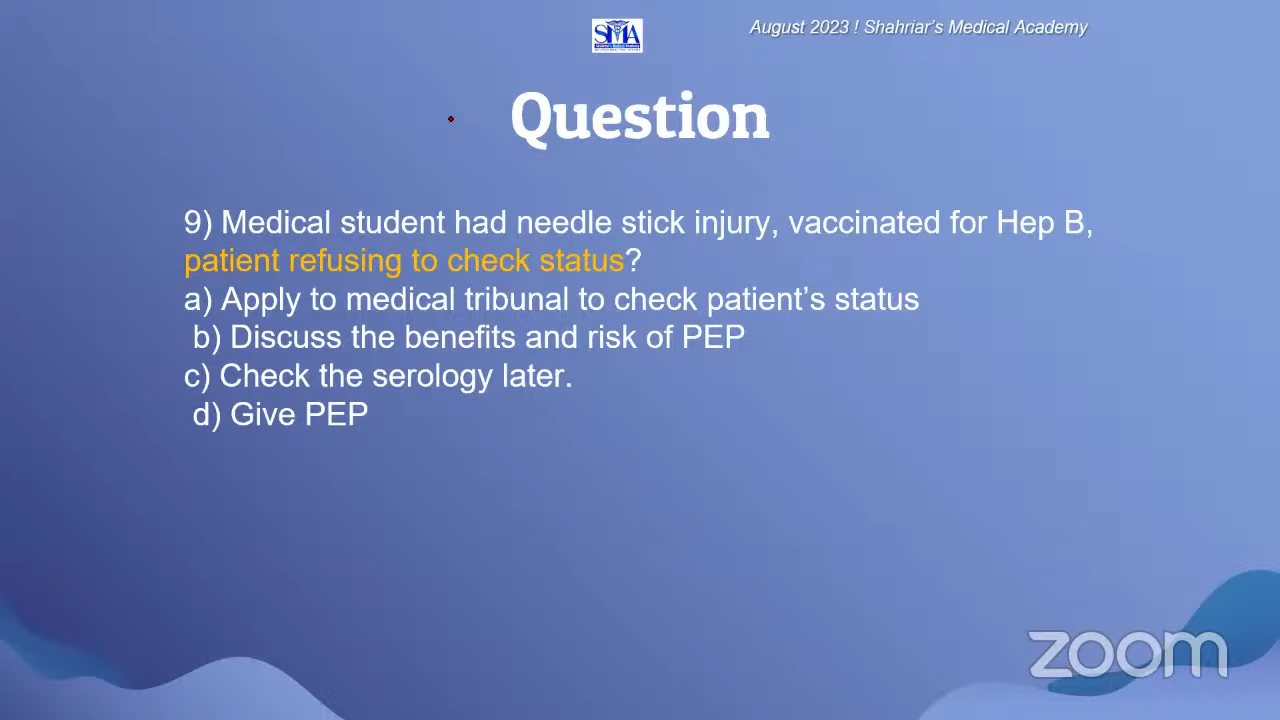 SMA
August 2023 ! Shahriar's Medical Academy
Question
9) Medical student had needle stick injury, vaccinated for Hep B,
patient refusing to check status?
a) Apply to medical tribunal to check patient's status
b) Discuss the benefits and risk of PEP
c) Check the serology later.
d) Give PEP
zoom